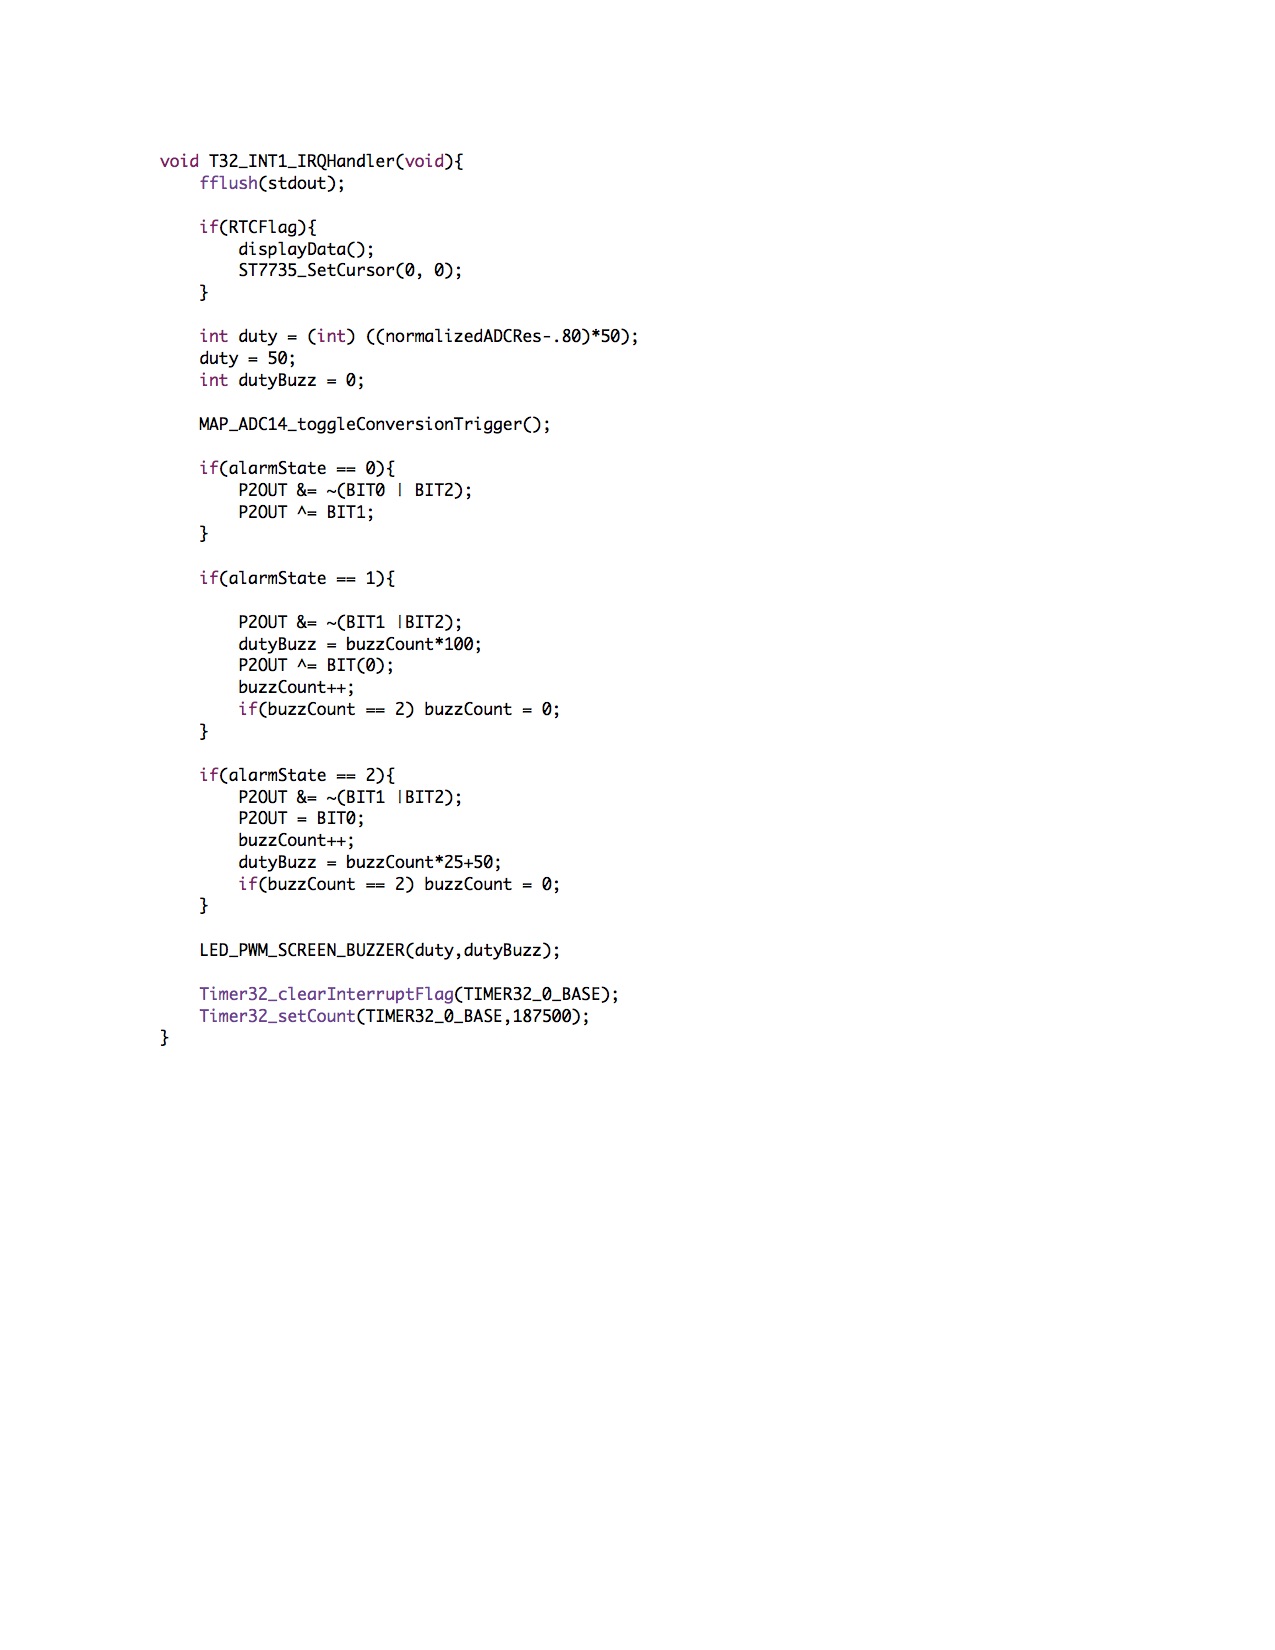 void T32_INT1_IRQHandler(void){
    fflush(stdout);

    if(RTCFlag){
        displayData();
        ST7735_SetCursor(0, 0);
    }

    int duty = (int) ((normalizedADCRes-.80)*50);
    duty = 50;
    int dutyBuzz = 0;

    MAP_ADC14_toggleConversionTrigger();

    if(alarmState == 0){
        P2OUT &= ~(BIT0 | BIT2);
        P2OUT ^= BIT1;
    }

    if(alarmState == 1){

        P2OUT &= ~(BIT1 |BIT2);
        dutyBuzz = buzzCount*100;
        P2OUT ^= BIT(0);
        buzzCount++;
        if(buzzCount == 2) buzzCount = 0;
    }

    if(alarmState == 2){
        P2OUT &= ~(BIT1 |BIT2);
        P2OUT = BIT0;
        buzzCount++;
        dutyBuzz = buzzCount*25+50;
        if(buzzCount == 2) buzzCount = 0;
    }

    LED_PWM_SCREEN_BUZZER(duty,dutyBuzz);

    Timer32_clearInterruptFlag(TIMER32_0_BASE);
    Timer32_setCount(TIMER32_0_BASE,187500);
}